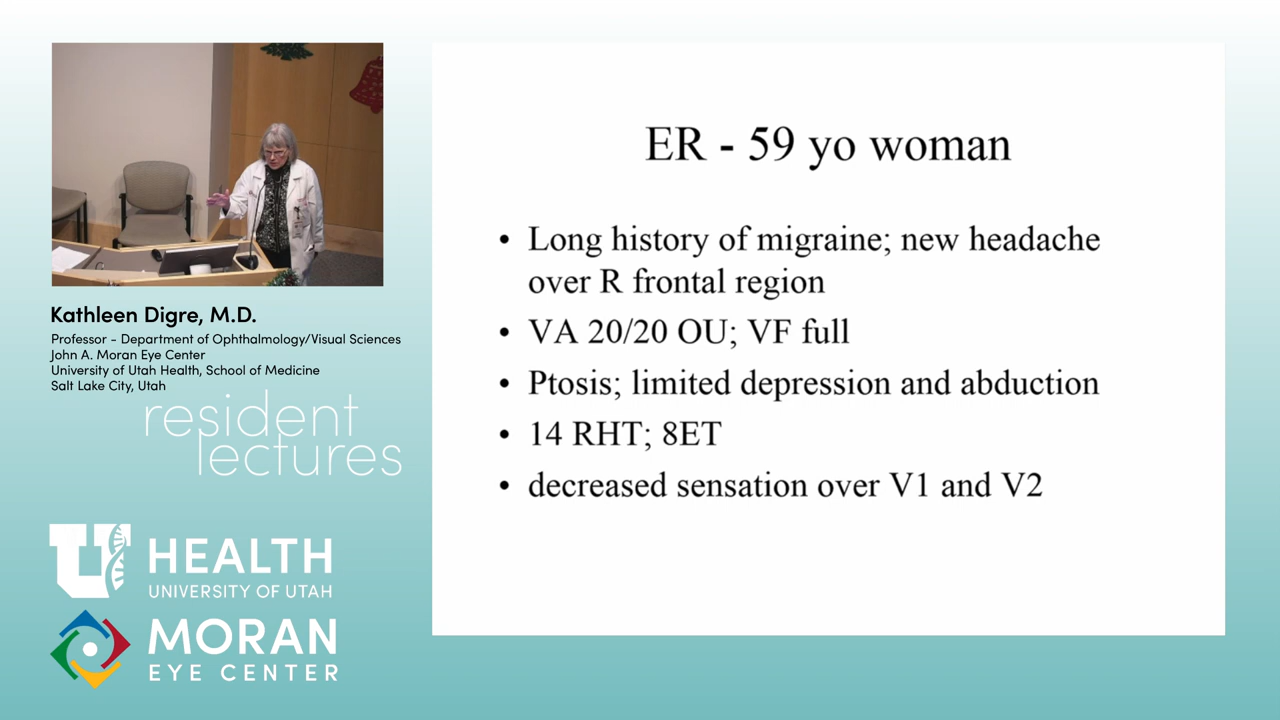 ER - 59 yo woman
• Long history of migraine; new headache
over R frontal region
• VA 20/20 OU; VF full
• Ptosis; limited depression and abduction
• 14 RHT; 8ET
• decreased sensation over V1 and V2
Kathleen Digre, M.D.
Professor - Department of Ophthalmology/Visual Sciences
John A. Moran Eye Center
University of Utah Health, School of Medicine
Salt Lake City, Utah
resident
lectures
U HEALTH
UNIVERSITY OF UTAH
MORAN
EYE CENTER